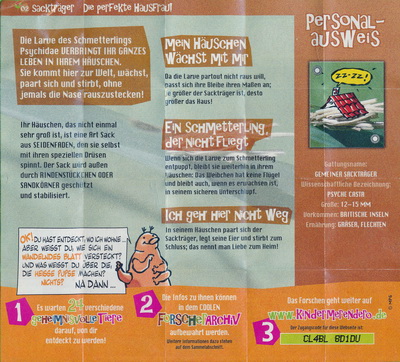 Sackträger Die perfekte Hausfrau!
Die Larve des Schmetterlings
Psychidae VERBRINGT IHR GANZES
LEBEN IN IHREM HÄUSCHEN.
Sie kommt hier zur Welt, wächst,
paart sich und stirbt, ohne
jemals die Nase rauszustecken!
Ihr Häuschen, das nicht einmal
sehr groß ist, ist eine Art Sack
aus SEIDENFADEN, den sie selbst
mit ihren speziellen Drüsen
spinnt. Der Sack wird außen
durch RINDENSTÜCKCHEN ODER
SANDKÖRNER geschützt
und stabilisiert.
Mein Häuschen
wächst mit mir
Da die Larve partout nicht raus will,
passt sich ihre Bleibe ihren Maßen an;
je größer der Sackträger ist, desto
größer das Haus!
Ein Schmetterling,
der nicht fliegt
Wenn sich die Larve zum Schmetterling
entpuppt, bleibt sie weiterhin in ihrem
Häuschen: Das Weibchen hat keine Flügel
und bleibt auch, wenn es erwachsen ist,
in seinem sicheren Unterschlupf.
Ich geh hier nicht weg
In seinem Häuschen paart sich der
Sackträger, legt seine Eier und stirbt zum
Schluss; das nennt man Liebe zum Heim!
Personal-
ausweis
ZZ-ZZ!
Gattungsname:
GEMEINER SACKTRÄGER
Wissenschaftliche Bezeichnung:
PSYCHE CASTA
Größe: 12-15 MM
Vorkommen: BRITISCHE INSELN
Ernährung: GRÄSER, FLECHTEN
OK! DU HAST ENTDECKT, WO ICH WOHNE...
ABER WEISST DU, WIE SICH EIN
WANDELNDES BLATT VERSTECKT?
UND WAS WEISST DU ÜBER DIE,
DIE HEISSE PUPSE MACHEN?
NICHTS?
NA DANN...
1
Es warten 24 verschiedene
geheimnisvolle Tiere
darauf, von dir
entdeckt zu werden!
2
Die Infos zu ihnen können
in dem COOLEN
Forscherarchiv
aufbewahrt werden.
Weitere Informationen dazu stehen
auf dem Sammelabschnitt.
3
Das Forschen geht weiter auf
www.Kindermerendero.de
Der Zugangscode für diese Webseite ist:
CL4BL BD1DU